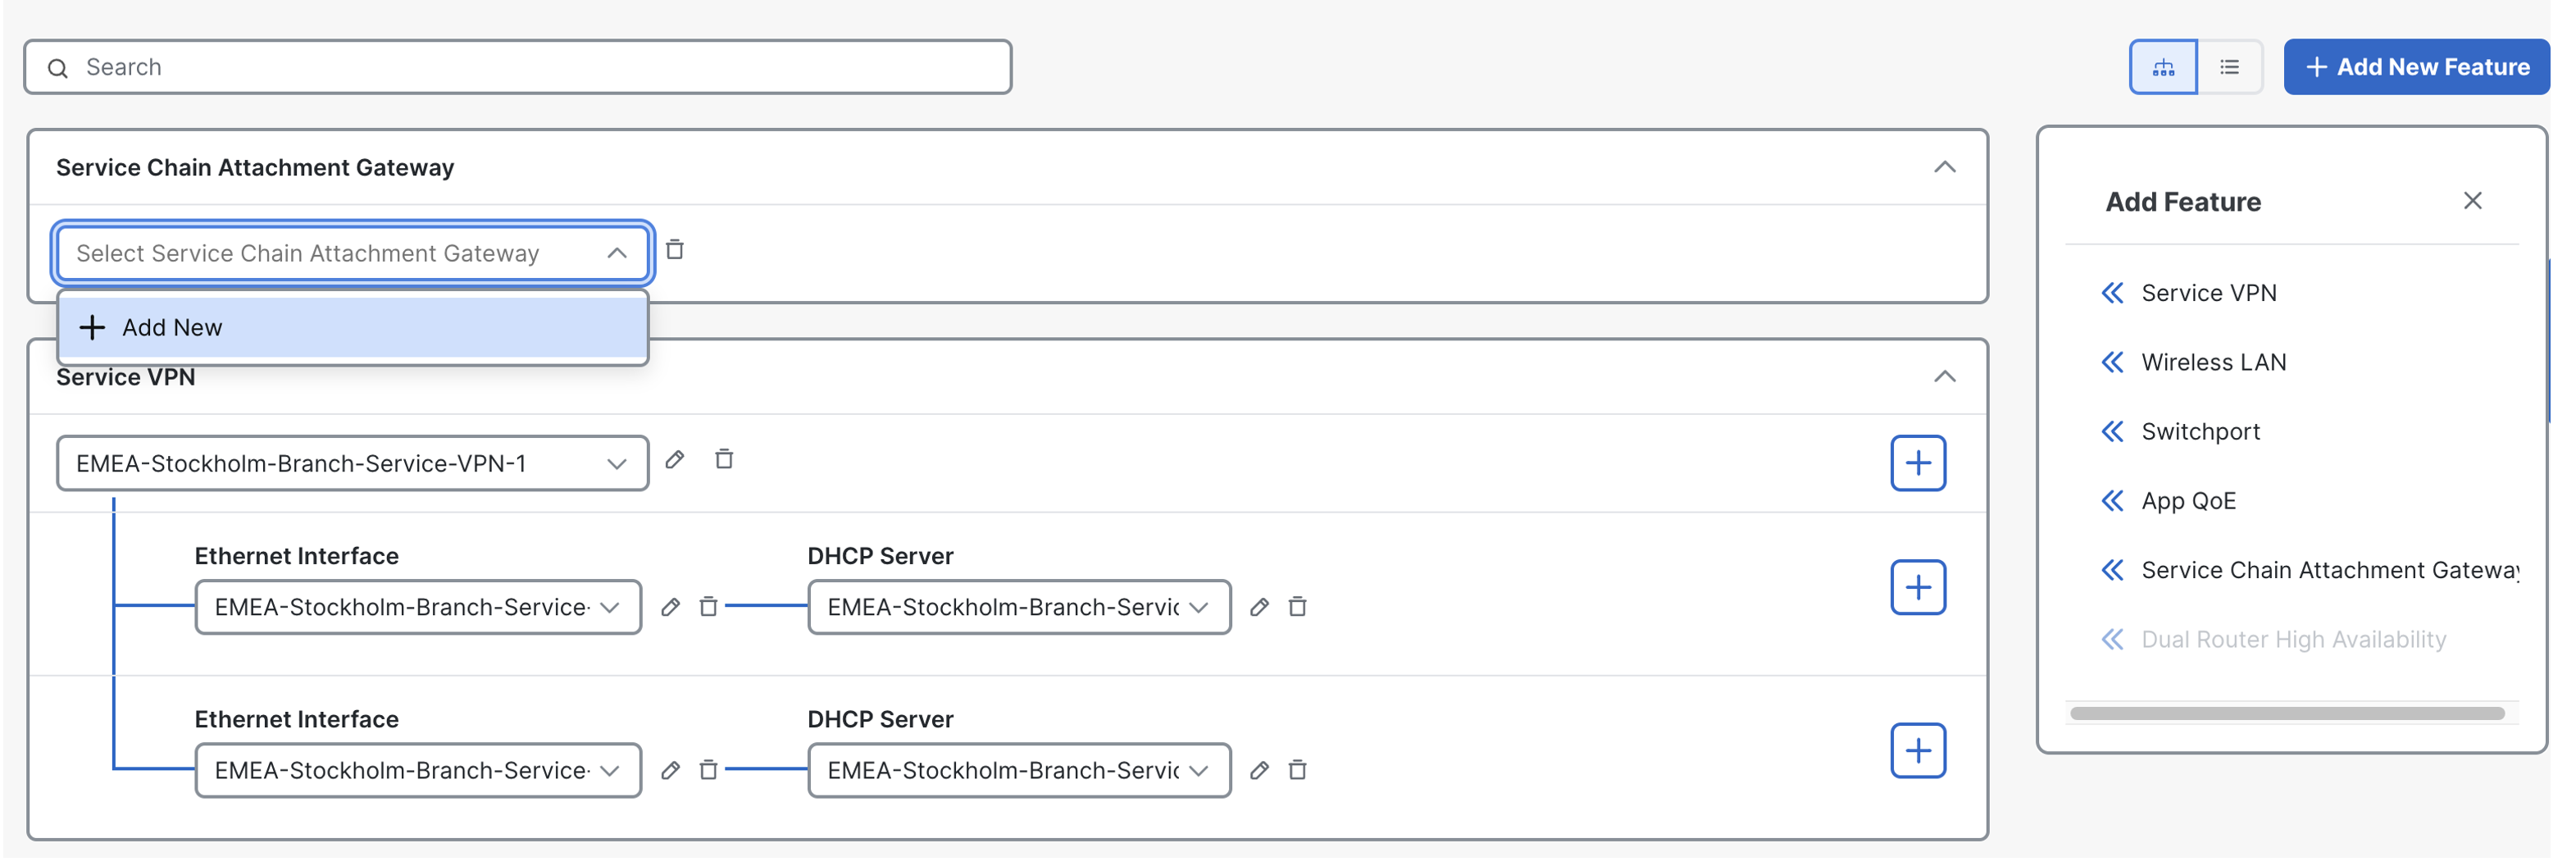 Search
Add New Feature
Service Chain Attachment Gateway
Select Service Chain Attachment Gateway
Add New
Service VPN
EMEA-Stockholm-Branch-Service-VPN-1
Ethernet Interface
DHCP Server
EMEA-Stockholm-Branch-Service-
EMEA-Stockholm-Branch-Servic
Ethernet Interface
DHCP Server
EMEA-Stockholm-Branch-Service-
EMEA-Stockholm-Branch-Servic
Add Feature
Service VPN
Wireless LAN
Switchport
App QoE
Service Chain Attachment Gateway
Dual Router High Availability